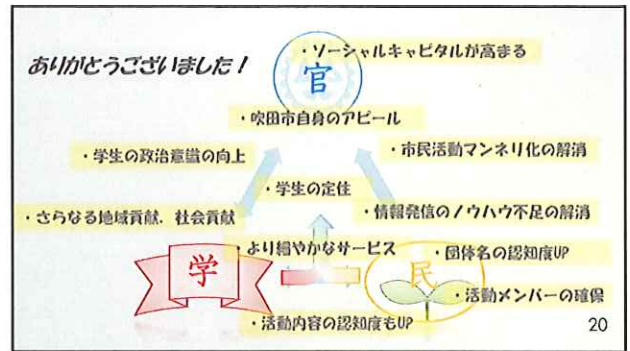 ・ソーシャルキャピタルが高まる
ありがとうございました！
官
・吹田市自身のアピール
・学生の政治意識の向上
・市民活動マンネリ化の解消
・学生の定住
・さらなる地域貢献、社会貢献
・情報発信のノウハウ不足の解消
・より細やかなサービス
・団体名の認知度UP
学
民
・活動メンバーの確保
・活動内容の認知度もUP
20